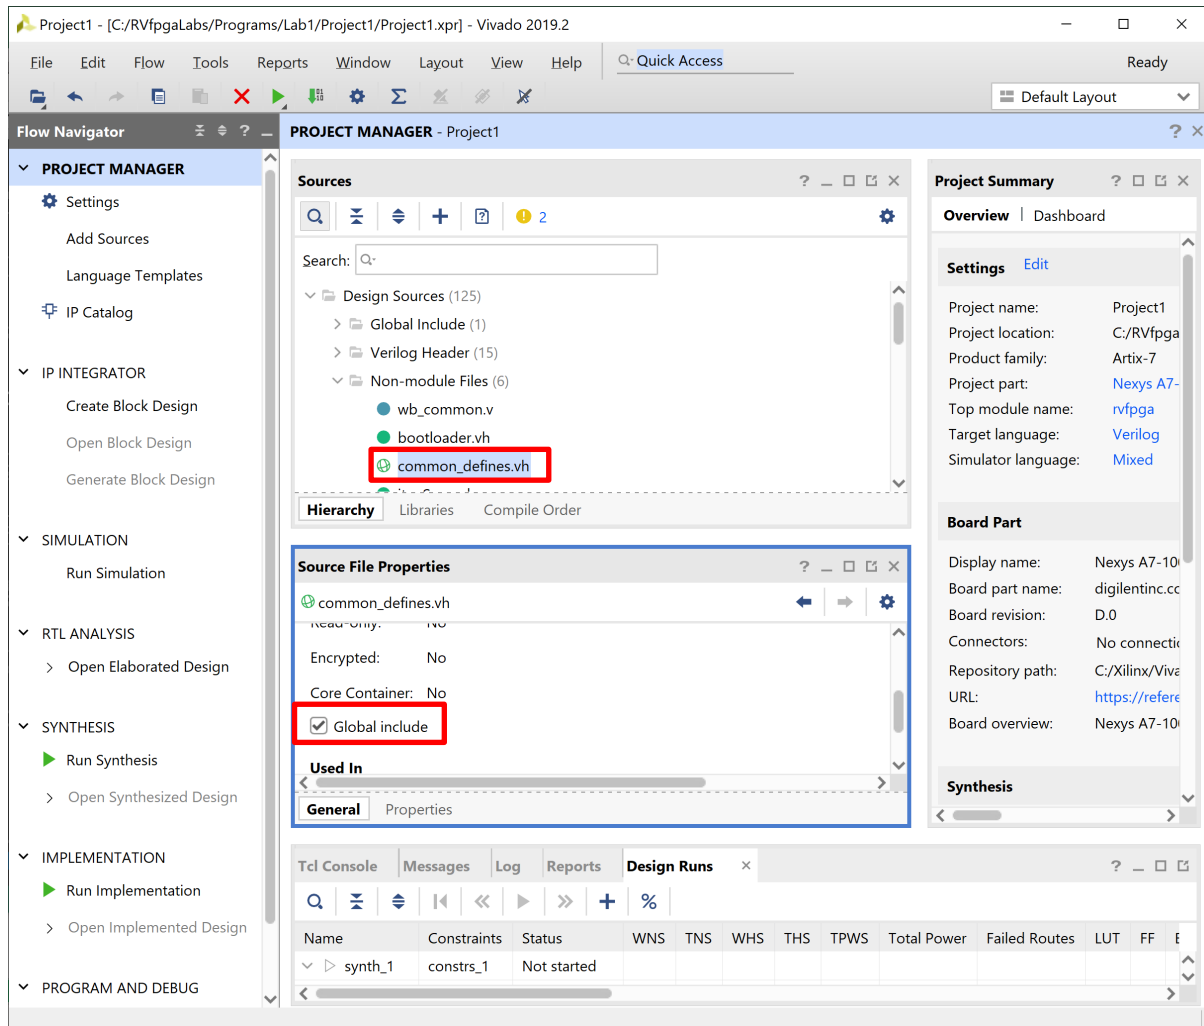 Project1 - [C:/RVfpgaLabs/Programs/Lab1/Project1/Project1.xpr] - Vivado 2019.2
File Edit Flow Tools Reports Window Layout View Help Quick Access Ready
Default Layout
Flow Navigator
PROJECT MANAGER
Settings
Add Sources
Language Templates
IP Catalog
IP INTEGRATOR
Create Block Design
Open Block Design
Generate Block Design
SIMULATION
Run Simulation
RTL ANALYSIS
Open Elaborated Design
SYNTHESIS
Run Synthesis
Open Synthesized Design
IMPLEMENTATION
Run Implementation
Open Implemented Design
PROGRAM AND DEBUG
PROJECT MANAGER - Project1
Sources
2
Search:
Design Sources (125)
Global Include (1)
Verilog Header (15)
Non-module Files (6)
wb_common.v
bootloader.vh
common_defines.vh
Hierarchy Libraries Compile Order
Source File Properties
common_defines.vh
Read-only: No
Encrypted: No
Core Container: No
Global include
Used In
General Properties
Project Summary
Overview | Dashboard
Settings Edit
Project name: Project1
Project location: C:/RVfpga
Product family: Artix-7
Project part: Nexys A7-
Top module name: rvfpga
Target language: Verilog
Simulator language: Mixed
Board Part
Display name: Nexys A7-10
Board part name: digilentinc.co
Board revision: D.0
Connectors: No connectio
Repository path: C:/Xilinx/Viva
URL: https://refere
Board overview: Nexys A7-10
Synthesis
Tcl Console Messages Log Reports Design Runs
Name Constraints Status WNS TNS WHS THS TPWS Total Power Failed Routes LUT FF
synth_1 constrs_1 Not started